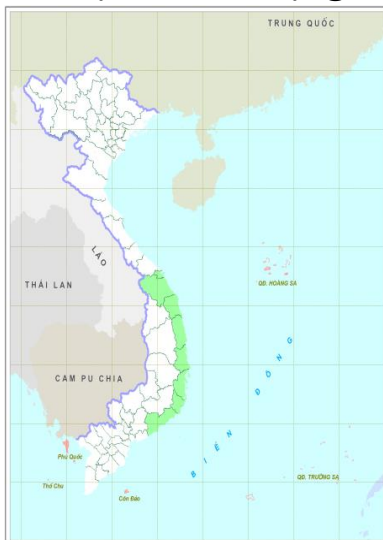 TRUNG QUỐC
LÀO
QĐ. HOÀNG SA
THÁI LAN
CAM PU CHIA
BIỂN ĐÔNG
Phú Quốc
QĐ. TRƯỜNG SA
Thổ Chu
Côn Đảo